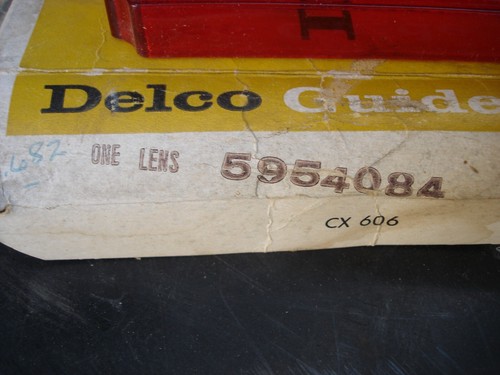 H
Delco Guide
.682
ONE LENS 5954084
CX 606